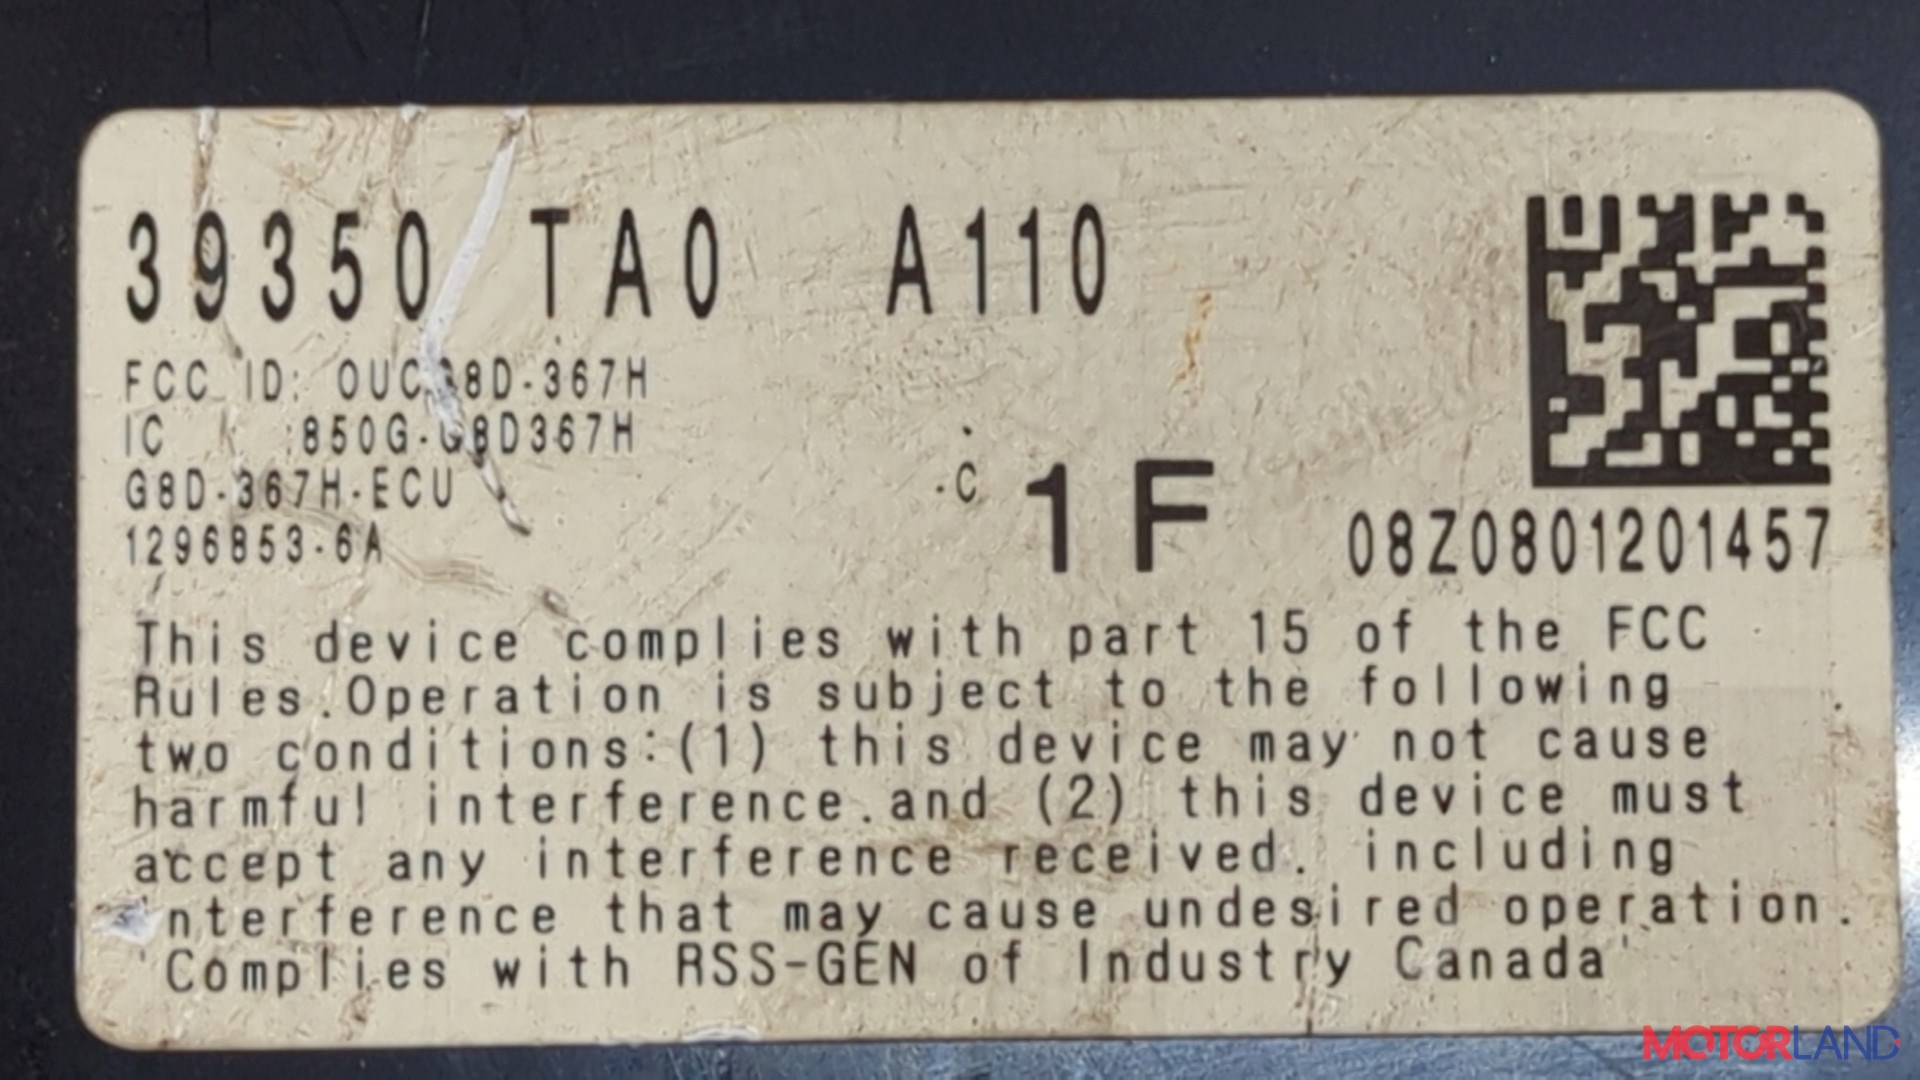 39350 TA0 A110
FCC ID: OUCG8D-367H
IC : 850G-G8D367H
G8D-367H-ECU
1296853-6A
.C 1F 08Z0801201457
This device complies with part 15 of the FCC
Rules.Operation is subject to the following
two conditions:(1) this device may not cause
harmful interference.and (2) this device must
accept any interference received. including
interference that may cause undesired operation.
'Complies with RSS-GEN of Industry Canada'
MOTORLAND